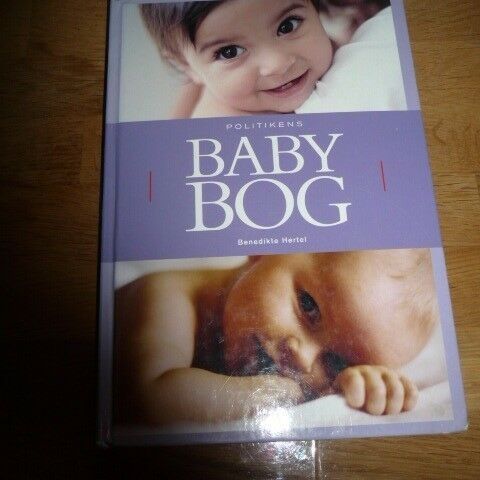 POLITIKENS
BABY
BOG
Benedikte Hertel